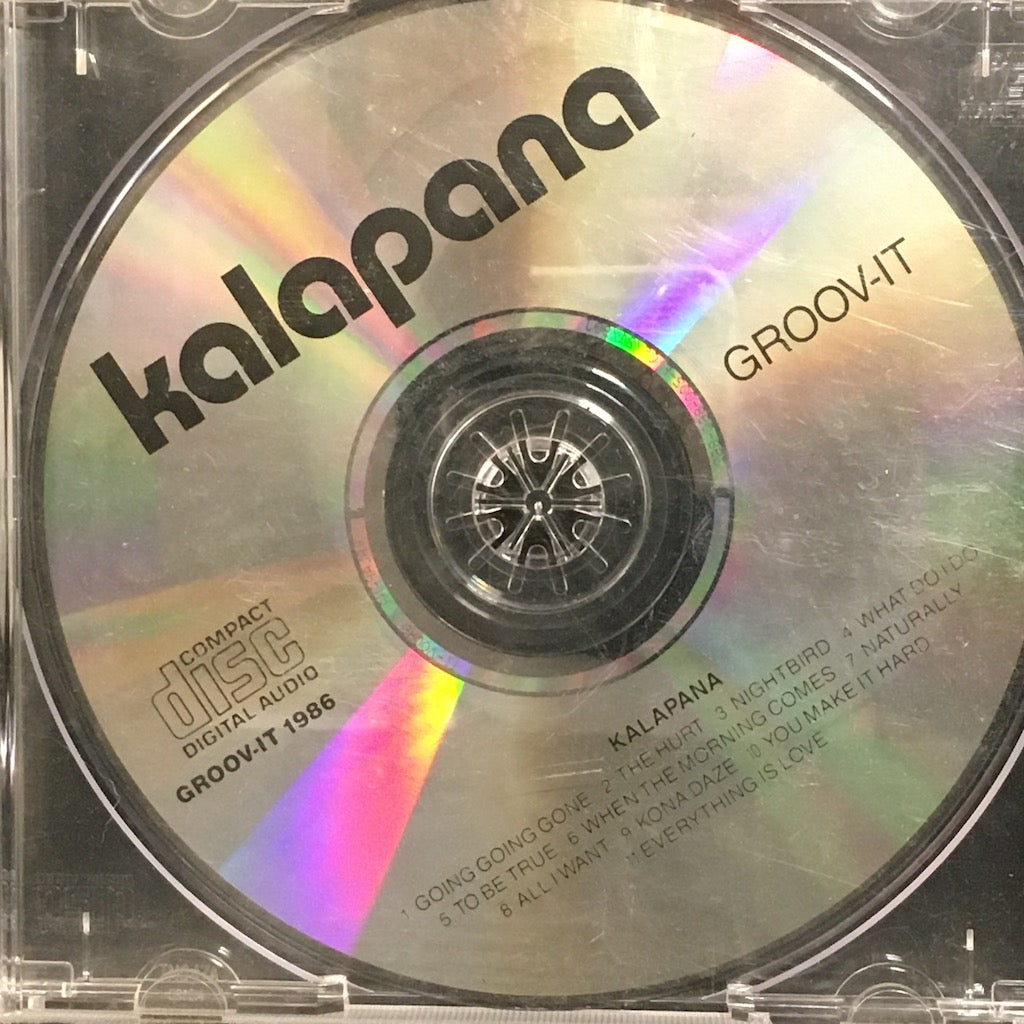 kalapana
GROOV-IT
COMPACT
disc
DIGITAL AUDIO
GROOV-IT 1986
KALAPANA
1 GOING GOING GONE 2 THE HURT 3 NIGHTBIRD 4 WHAT DO I DO
5 TO BE TRUE 6 WHEN THE MORNING COMES 7 NATURALLY
8 ALL I WANT 9 KONA DAZE 10 YOU MAKE IT HARD
11 EVERYTHING IS LOVE